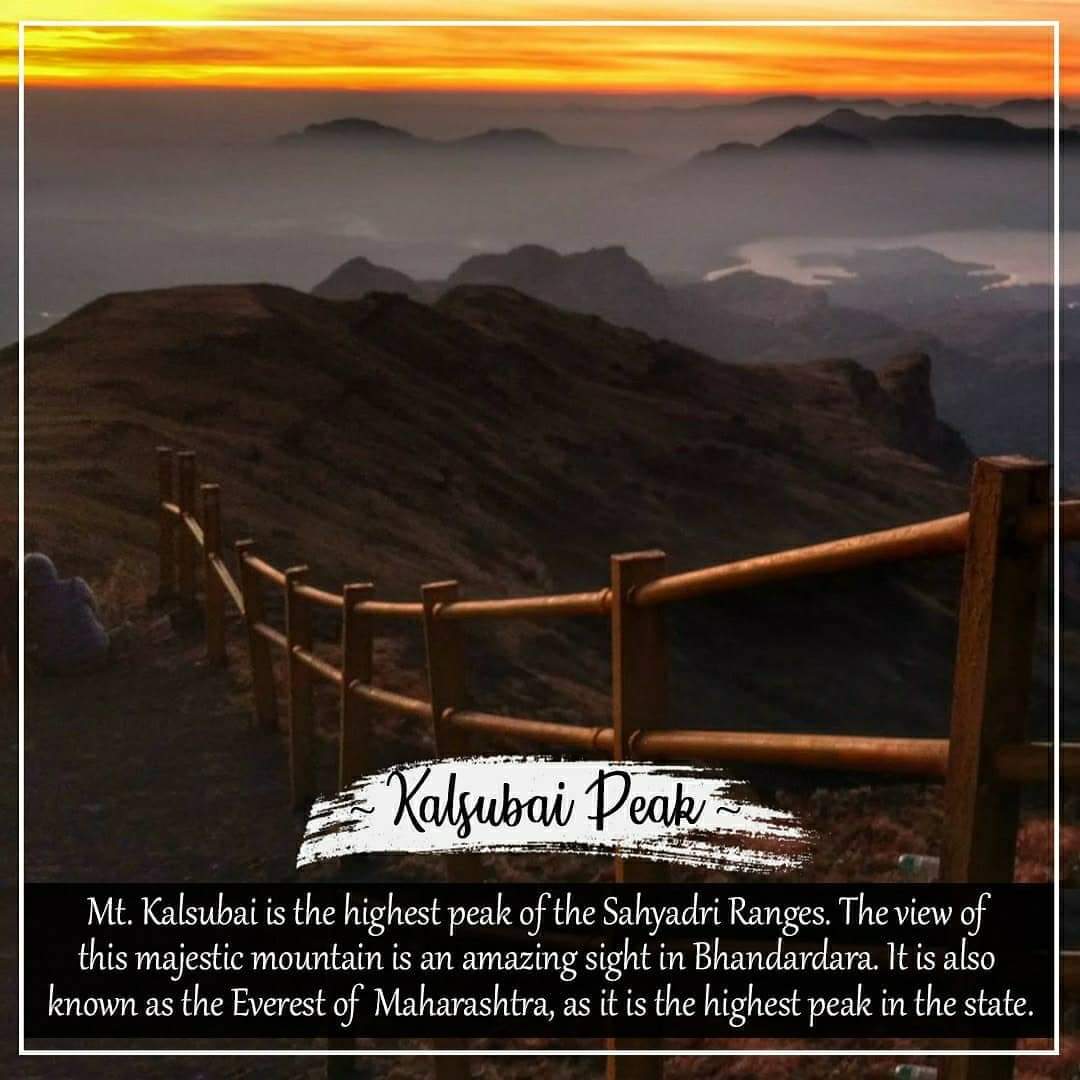 ~ Kalsubai Peak ~
Mt. Kalsubai is the highest peak of the Sahyadri Ranges. The view of
this majestic mountain is an amazing sight in Bhandardara. It is also
known as the Everest of Maharashtra, as it is the highest peak in the state.